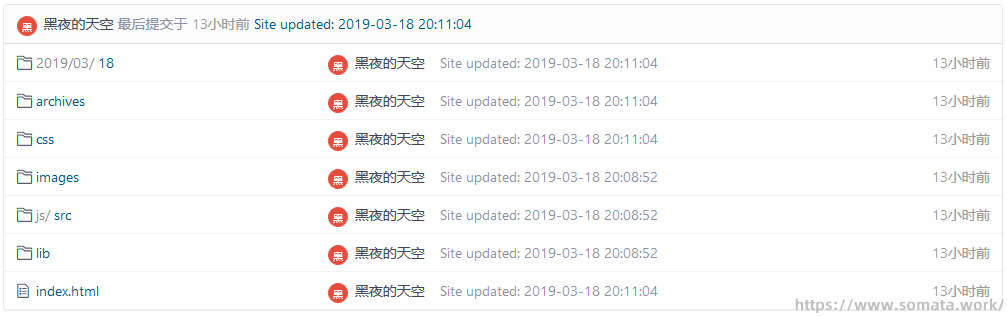 黑 黑夜的天空 最后提交于 13小时前 Site updated: 2019-03-18 20:11:04
2019/03/ 18 黑 黑夜的天空 Site updated: 2019-03-18 20:11:04 13小时前
archives 黑 黑夜的天空 Site updated: 2019-03-18 20:11:04 13小时前
css 黑 黑夜的天空 Site updated: 2019-03-18 20:11:04 13小时前
images 黑 黑夜的天空 Site updated: 2019-03-18 20:08:52 13小时前
js/ src 黑 黑夜的天空 Site updated: 2019-03-18 20:08:52 13小时前
lib 黑 黑夜的天空 Site updated: 2019-03-18 20:08:52 13小时前
index.html 黑 黑夜的天空 Site updated: 2019-03-18 20:11:04 13小时前
https://www.somata.work/